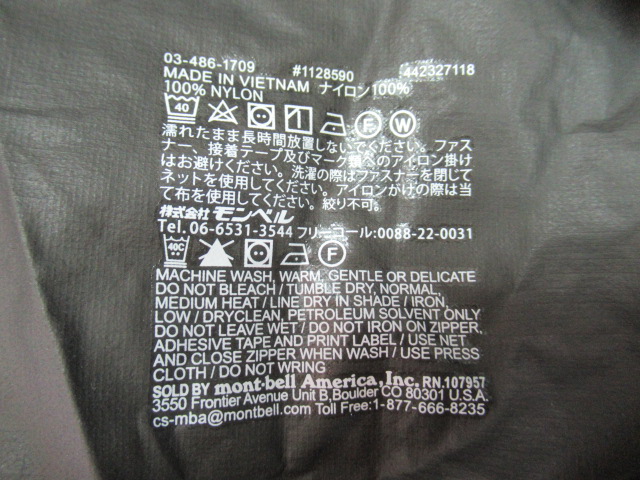 03-486-1709 #1128590 442327118
MADE IN VIETNAM ナイロン100%
100% NYLON
40 F W
濡れたまま長時間放置しないでください。ファス
ナー、接着テープ及びマーク類へのアイロン掛け
はお避けください。洗濯の際はファスナーを閉じて
ネットを使用してください。アイロンがけの際は当
て布を使用してください。絞り不可。
株式会社 モンベル
Tel. 06-6531-3544 フリーコール:0088-22-0031
40C F
MACHINE WASH, WARM, GENTLE OR DELICATE
DO NOT BLEACH / TUMBLE DRY, NORMAL,
MEDIUM HEAT / LINE DRY IN SHADE / IRON,
LOW / DRYCLEAN, PETROLEUM SOLVENT ONLY
DO NOT LEAVE WET / DO NOT IRON ON ZIPPER,
ADHESIVE TAPE AND PRINT LABEL / USE NET
AND CLOSE ZIPPER WHEN WASH / USE PRESS
CLOTH / DO NOT WRING
SOLD BY mont-bell America, Inc. RN.107957
3550 Frontier Avenue Unit B,Boulder CO 80301 U.S.A.
cs-mba@montbell.com Toll Free:1-877-666-8235